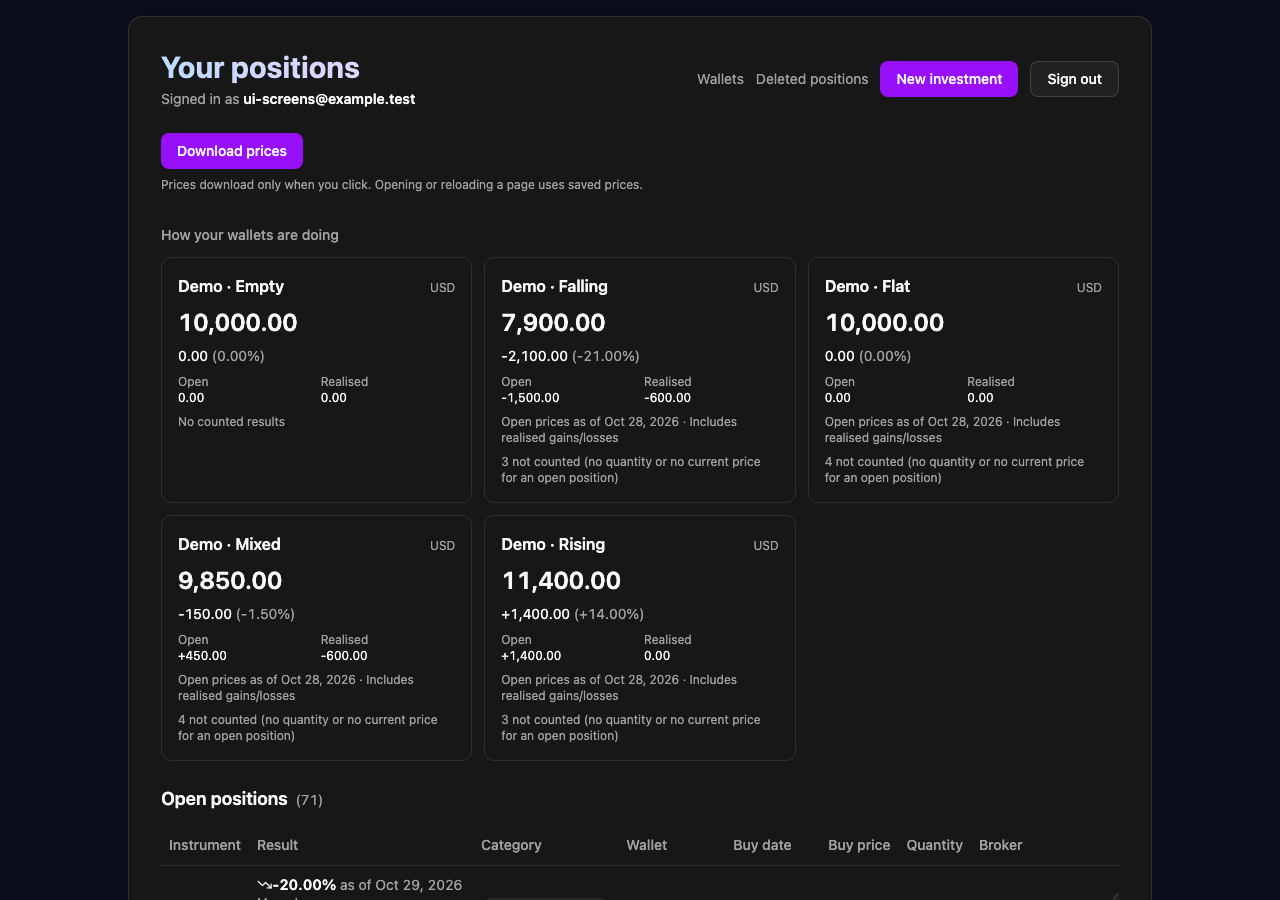 Your positions
Signed in as ui-screens@example.test
Wallets Deleted positions New investment Sign out
Download prices
Prices download only when you click. Opening or reloading a page uses saved prices.
How your wallets are doing
Demo · Empty USD
10,000.00
0.00 (0.00%)
Open Realised
0.00 0.00
No counted results
Demo · Falling USD
7,900.00
-2,100.00 (-21.00%)
Open Realised
-1,500.00 -600.00
Open prices as of Oct 28, 2026 · Includes
realised gains/losses
3 not counted (no quantity or no current price
for an open position)
Demo · Flat USD
10,000.00
0.00 (0.00%)
Open Realised
0.00 0.00
Open prices as of Oct 28, 2026 · Includes
realised gains/losses
4 not counted (no quantity or no current price
for an open position)
Demo · Mixed USD
9,850.00
-150.00 (-1.50%)
Open Realised
+450.00 -600.00
Open prices as of Oct 28, 2026 · Includes
realised gains/losses
4 not counted (no quantity or no current price
for an open position)
Demo · Rising USD
11,400.00
+1,400.00 (+14.00%)
Open Realised
+1,400.00 0.00
Open prices as of Oct 28, 2026 · Includes
realised gains/losses
3 not counted (no quantity or no current price
for an open position)
Open positions (71)
Instrument Result Category Wallet Buy date Buy price Quantity Broker
-20.00% as of Oct 29, 2026